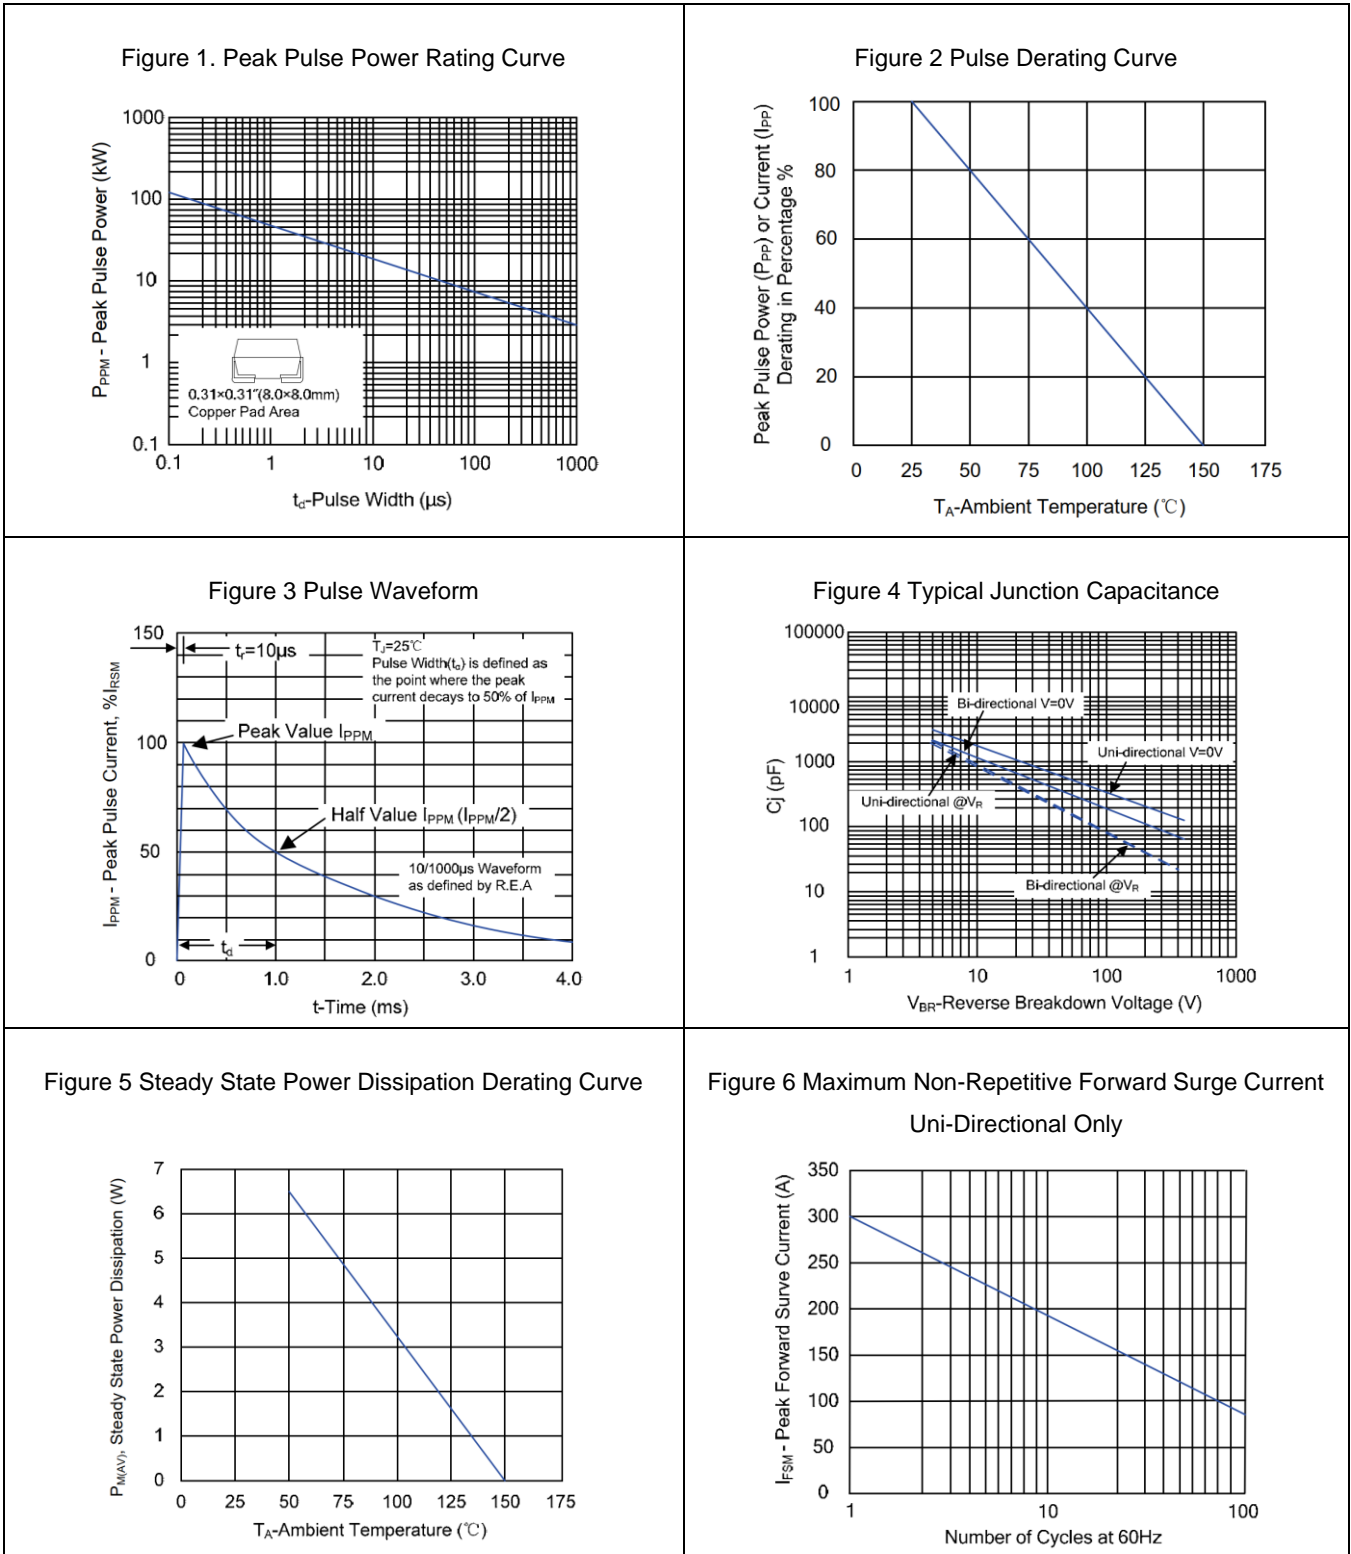 Figure 1. Peak Pulse Power Rating Curve
PPPM - Peak Pulse Power (kW)
1000
100
10
1
0.1
0.31×0.31"(8.0×8.0mm)
Copper Pad Area
0.1 1 10 100 1000
td-Pulse Width (µs)
Figure 2 Pulse Derating Curve
Peak Pulse Power (PPP) or Current (IPP)
Derating in Percentage %
100
80
60
40
20
0
0 25 50 75 100 125 150 175
TA-Ambient Temperature (℃)
Figure 3 Pulse Waveform
IPPM - Peak Pulse Current, %IRSM
150
100
50
0
tr=10µs
TJ=25℃
Pulse Width(td) is defined as
the point where the peak
current decays to 50% of IPPM
Peak Value IPPM
Half Value IPPM (IPPM/2)
10/1000µs Waveform
as defined by R.E.A
td
0 1.0 2.0 3.0 4.0
t-Time (ms)
Figure 4 Typical Junction Capacitance
Cj (pF)
100000
10000
1000
100
10
1
Bi-directional V=0V
Uni-directional V=0V
Uni-directional @VR
Bi-directional @VR
1 10 100 1000
VBR-Reverse Breakdown Voltage (V)
Figure 5 Steady State Power Dissipation Derating Curve
PM(AV), Steady State Power Dissipation (W)
7
6
5
4
3
2
1
0
0 25 50 75 100 125 150 175
TA-Ambient Temperature (℃)
Figure 6 Maximum Non-Repetitive Forward Surge Current
Uni-Directional Only
IFSM - Peak Forward Surve Current (A)
350
300
250
200
150
100
50
0
1 10 100
Number of Cycles at 60Hz